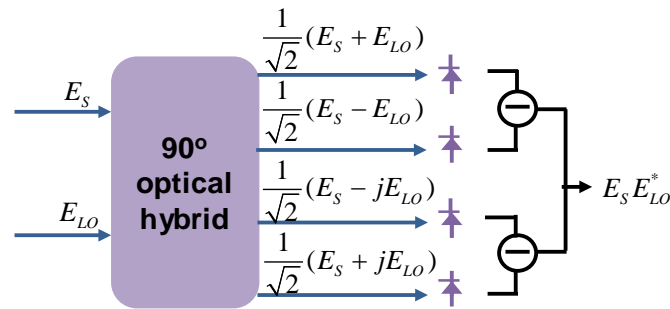 1/√2 (E_S + E_LO)
E_S
1/√2 (E_S − E_LO)
90° optical hybrid
1/√2 (E_S − jE_LO)
E_LO
1/√2 (E_S + jE_LO)
E_S E_LO^*